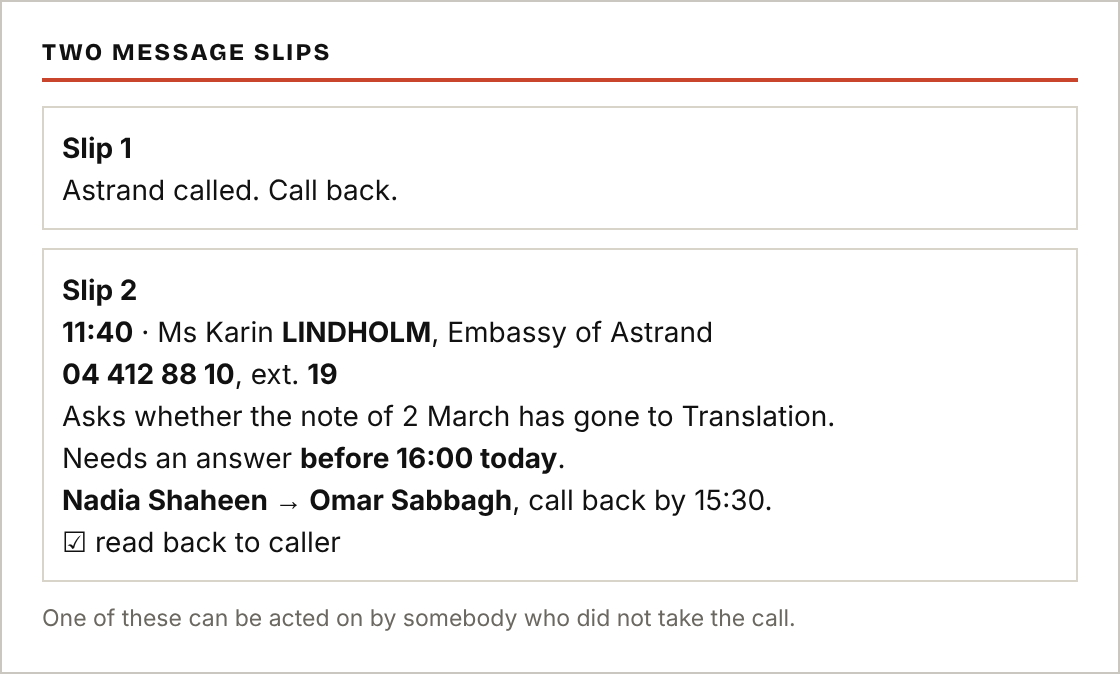 TWO MESSAGE SLIPS
Slip 1
Astrand called. Call back.
Slip 2
11:40 · Ms Karin LINDHOLM, Embassy of Astrand
04 412 88 10, ext. 19
Asks whether the note of 2 March has gone to Translation.
Needs an answer before 16:00 today.
Nadia Shaheen → Omar Sabbagh, call back by 15:30.
☑ read back to caller
One of these can be acted on by somebody who did not take the call.